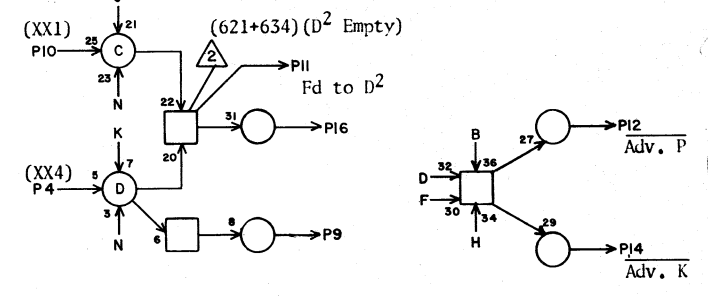 21
(XX1)
P10
25
C
23
N
(621+634)(D² Empty)
2
P11
Fd to D²
22
31
P16
20
K
7
(XX4)
P4
5
D
3
N
6
8
P9
B
D
32
36
F
30
34
H
27
P12
Adv. P
29
P14
Adv. K